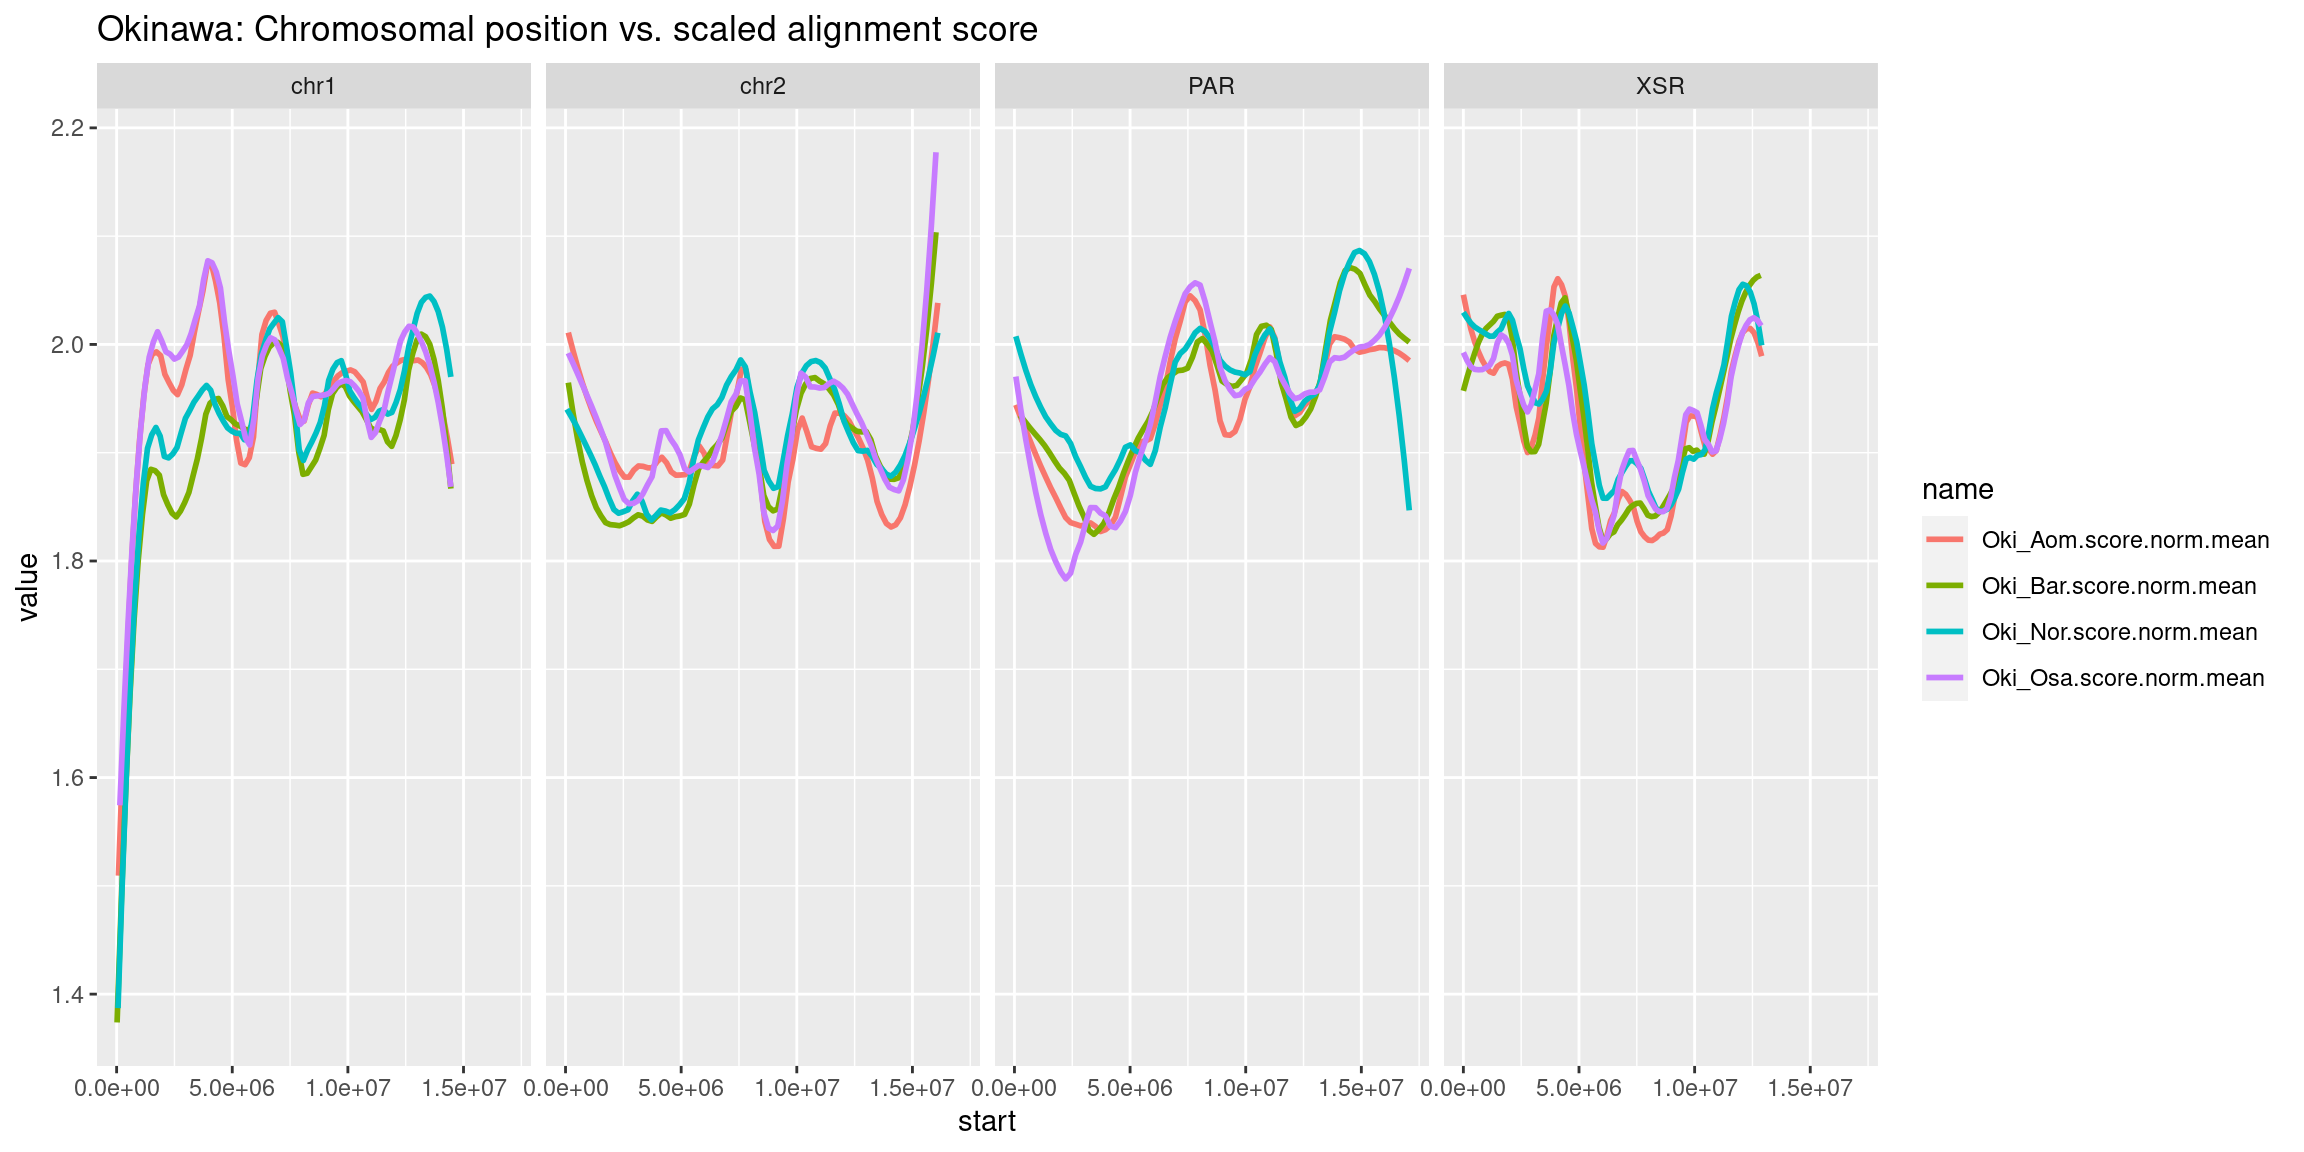 Okinawa: Chromosomal position vs. scaled alignment score
chr1 chr2 PAR XSR
2.2
2.0
1.8
1.6
1.4
value
0.0e+00 5.0e+06 1.0e+07 1.5e+07 0.0e+00 5.0e+06 1.0e+07 1.5e+07 0.0e+00 5.0e+06 1.0e+07 1.5e+07 0.0e+00 5.0e+06 1.0e+07 1.5e+07
start
name
Oki_Aom.score.norm.mean
Oki_Bar.score.norm.mean
Oki_Nor.score.norm.mean
Oki_Osa.score.norm.mean